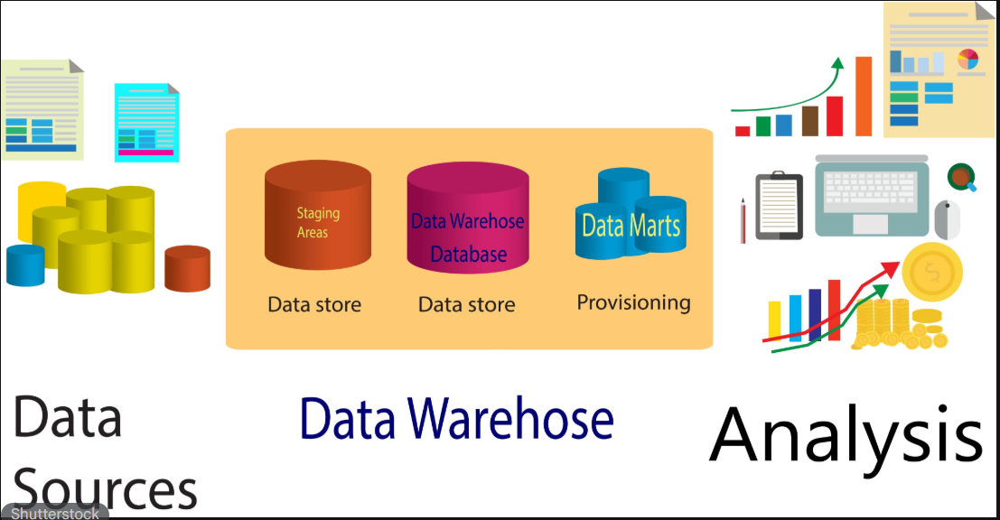 Staging
Areas
Data Warehose
Database
Data Marts
Data store
Data store
Provisioning
Data
Sources
Data Warehose
Analysis
$
Shutterstock